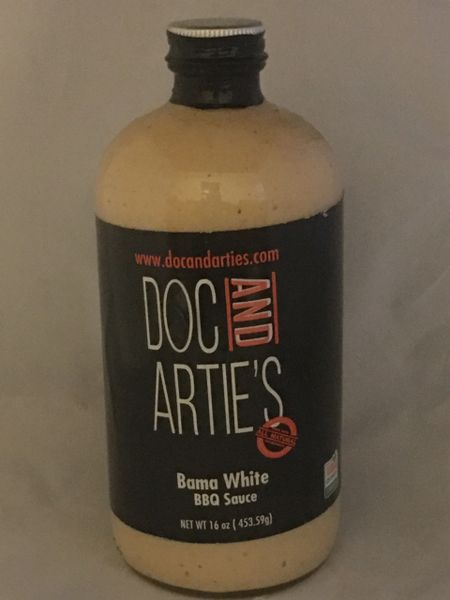 www.docandarties.com
DOC AND
ARTIE'S
ALL NATURAL
Bama White
BBQ Sauce
NET WT 16 oz ( 453.59g)